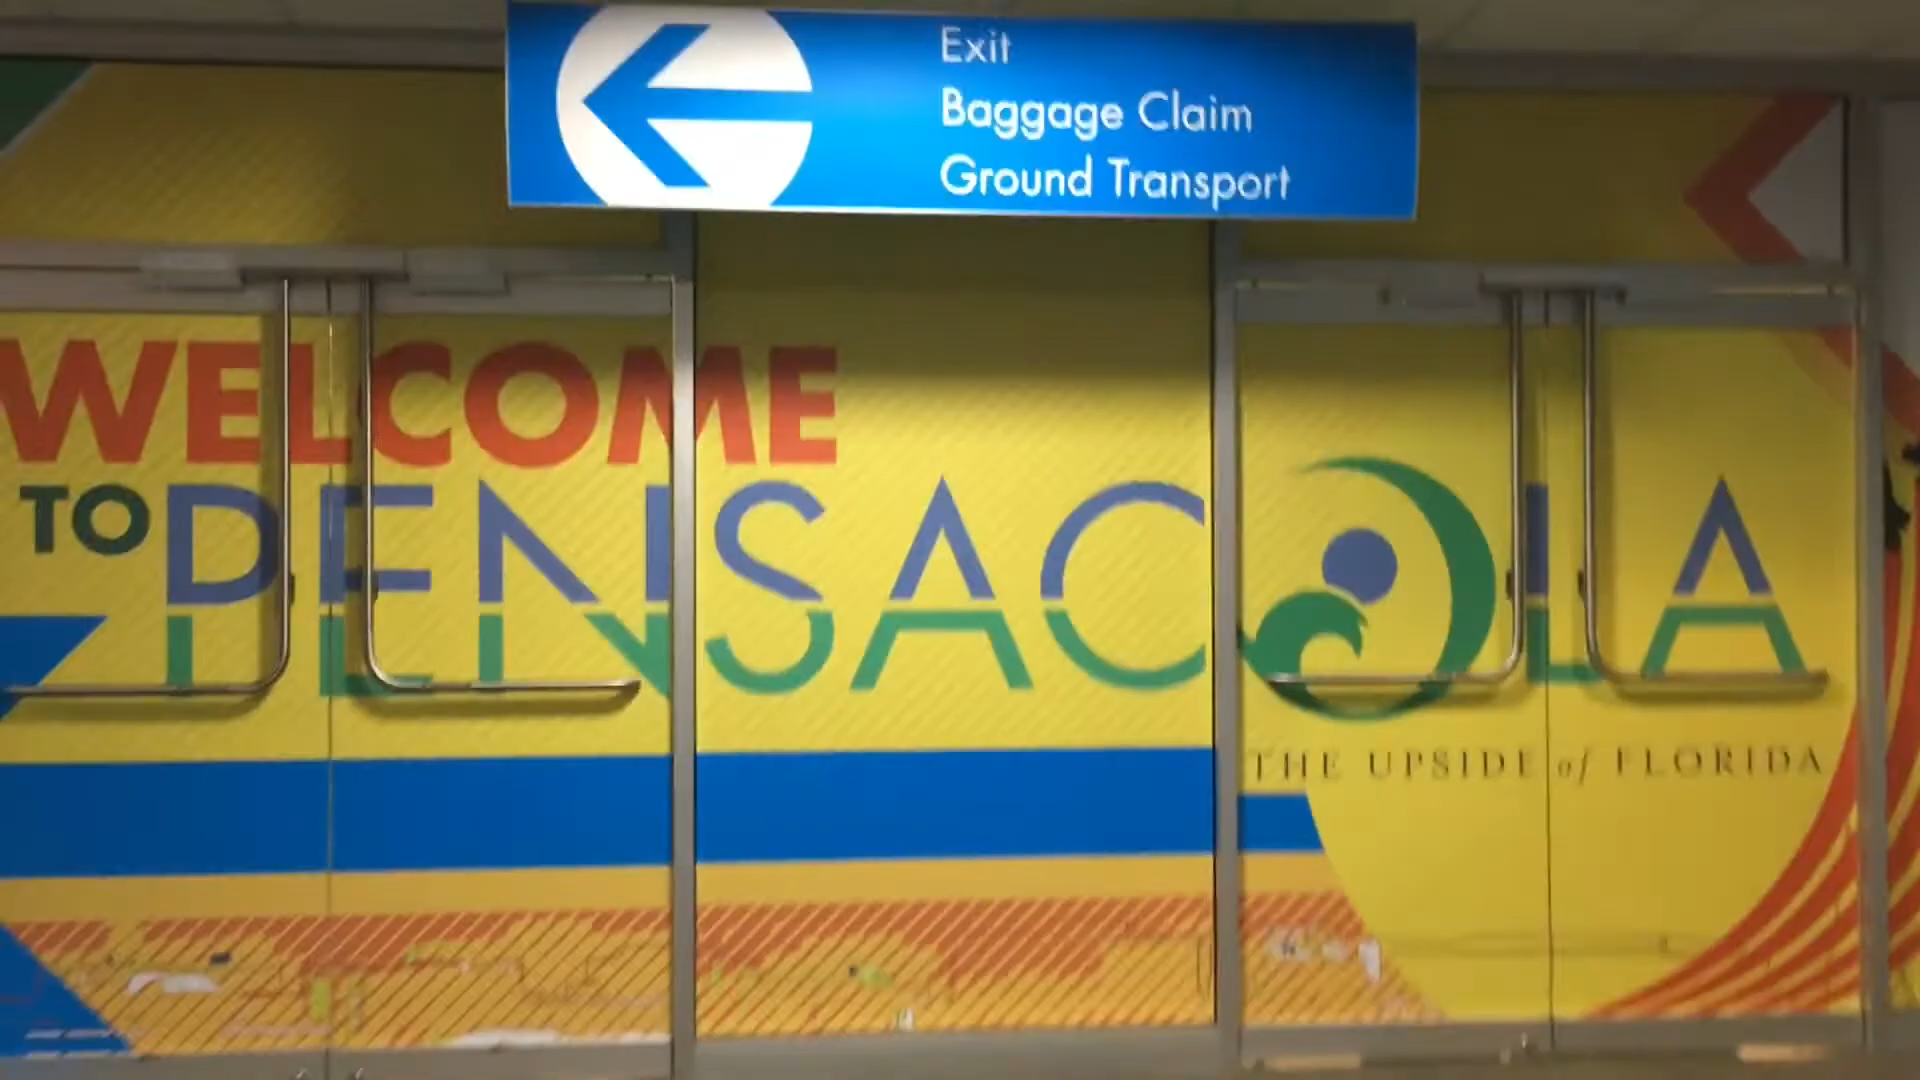 Exit
Baggage Claim
Ground Transport
WELCOME
TO PENSACOLA
THE UPSIDE of FLORIDA